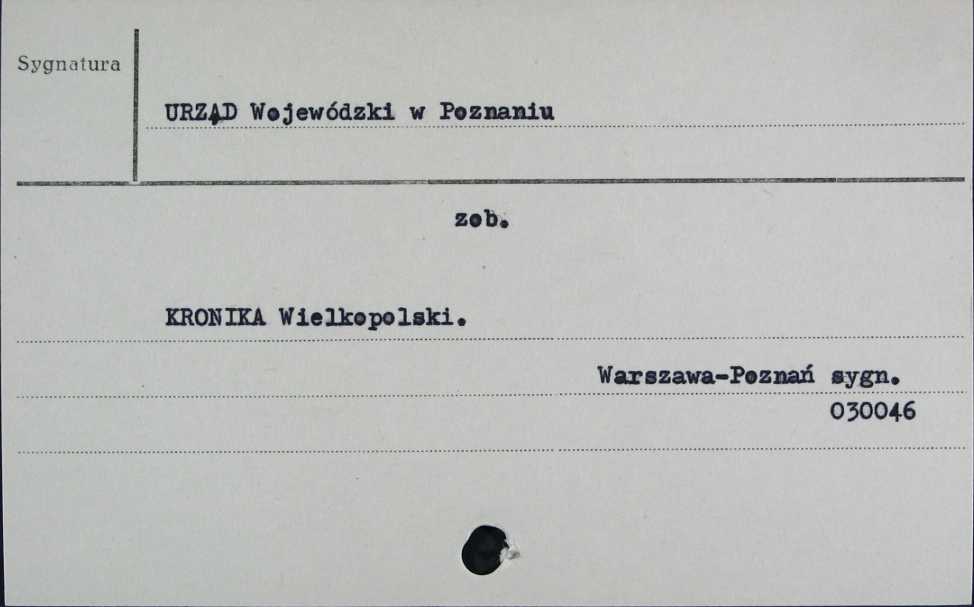 Sygnatura
URZĄD Wojewódzki w Poznaniu
zob.
KRONIKA Wielkopolski.
Warszawa-Poznań sygn.
030046